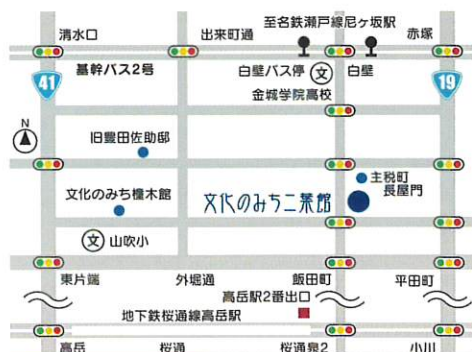 至名鉄瀬戸線尼ヶ坂駅
清水口
出来町通
赤塚
基幹バス2号
白壁バス停
文
白壁
金城学院高校
41
19
N
旧豊田佐助邸
主税町
長屋門
文化のみち橦木館
文化のみち二葉館
文
山吹小
東片端
外堀通
飯田町
平田町
高岳駅2番出口
地下鉄桜通線高岳駅
高岳
桜通
桜通泉2
小川